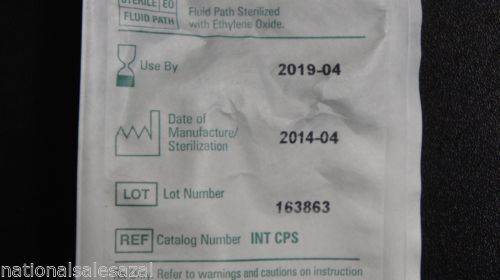 STERILE EO
FLUID PATH
Fluid Path Sterilized
with Ethylene Oxide.
Use By
2019-04
Date of
Manufacture/
Sterilization
2014-04
LOT Lot Number
163863
REF Catalog Number INT CPS
Refer to warnings and cautions on instruction
nationalsalesazal